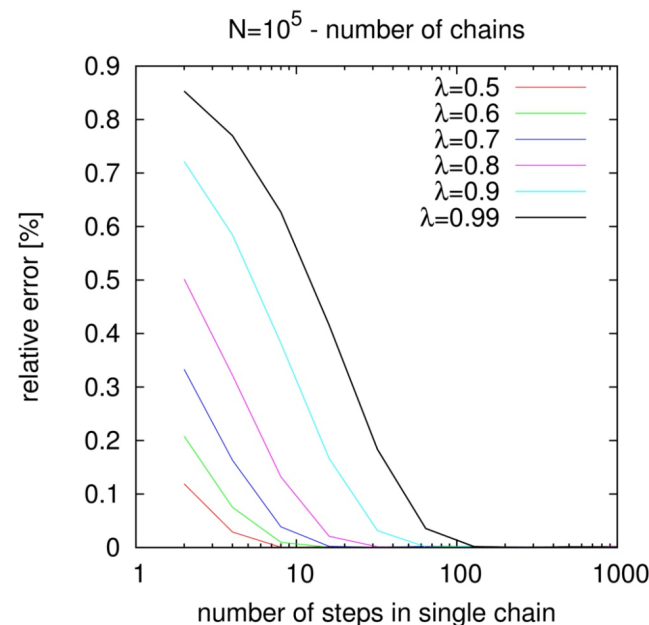 N=10^5 - number of chains
0.9
0.8
0.7
0.6
0.5
0.4
0.3
0.2
0.1
0
relative error [%]
λ=0.5
λ=0.6
λ=0.7
λ=0.8
λ=0.9
λ=0.99
1 10 100 1000
number of steps in single chain